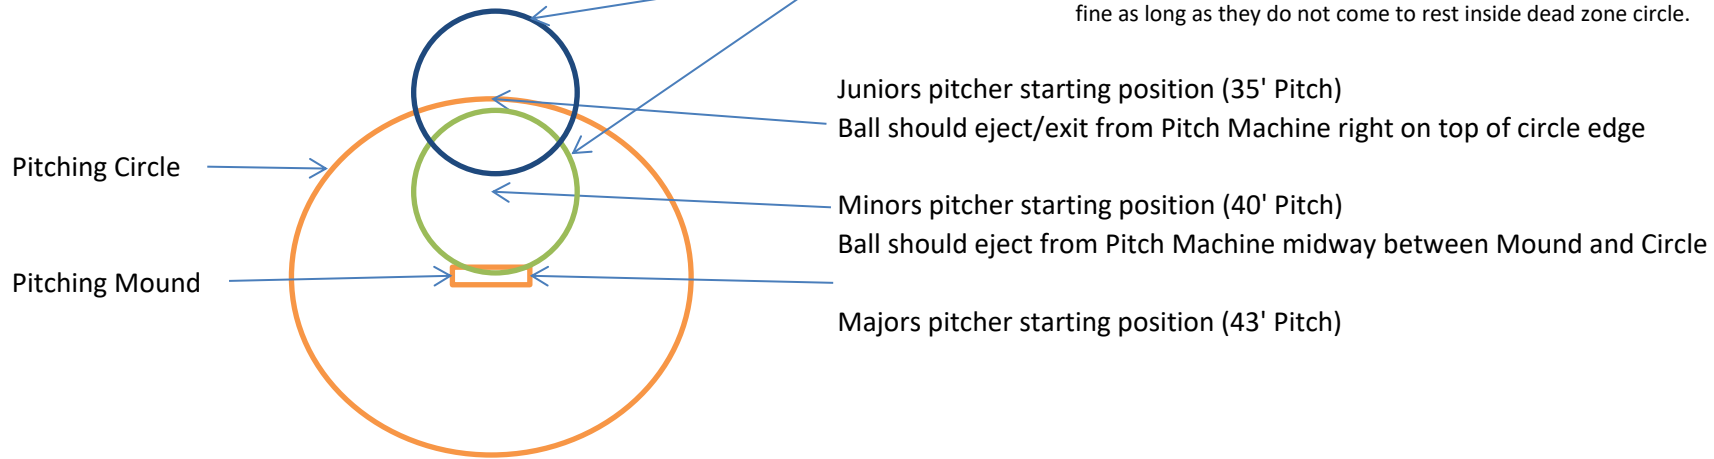 fine as long as they do not come to rest inside dead zone circle.
Juniors pitcher starting position (35' Pitch)
Ball should eject/exit from Pitch Machine right on top of circle edge
Pitching Circle
Minors pitcher starting position (40' Pitch)
Ball should eject from Pitch Machine midway between Mound and Circle
Pitching Mound
Majors pitcher starting position (43' Pitch)